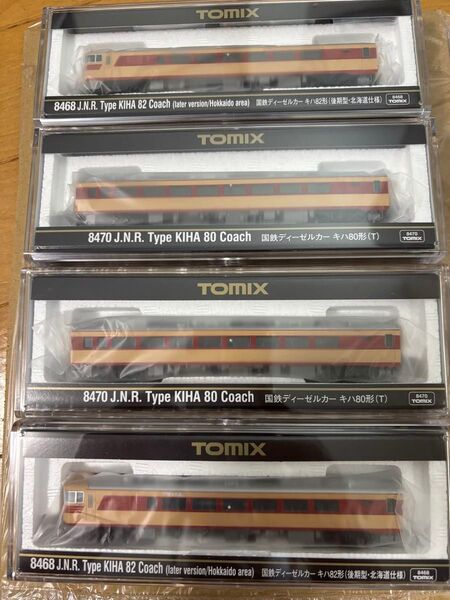 TOMIX
8468 J.N.R. Type KIHA 82 Coach (later version/Hokkaido area) 国鉄ディーゼルカー キハ82形(後期型・北海道仕様) 8468 TOMIX
TOMIX
8470 J.N.R. Type KIHA 80 Coach 国鉄ディーゼルカー キハ80形(T) 8470 TOMIX
TOMIX
8470 J.N.R. Type KIHA 80 Coach 国鉄ディーゼルカー キハ80形(T) 8470 TOMIX
TOMIX
8468 J.N.R. Type KIHA 82 Coach (later version/Hokkaido area) 国鉄ディーゼルカー キハ82形(後期型・北海道仕様) 8468 TOMIX